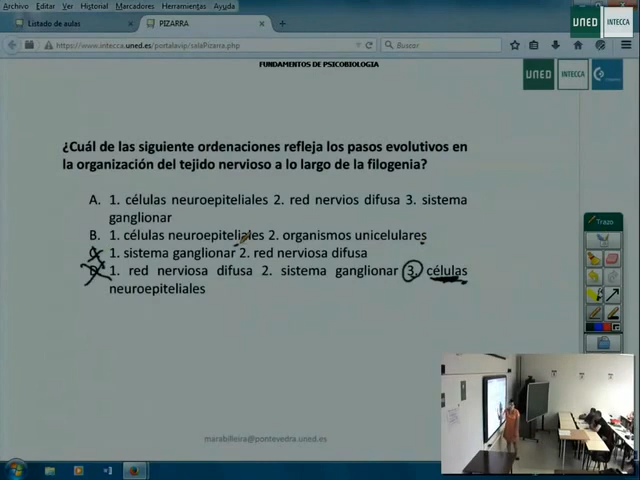 Archivo Editar Ver Historial Marcadores Herramientas Ayuda
Listado de aulas
PIZARRA
https://www.intecca.uned.es/portalavip/salaPizarra.php
Buscar
UNED
INTECCA
FUNDAMENTOS DE PSICOBIOLOGIA
UNED
INTECCA
¿Cuál de las siguiente ordenaciones refleja los pasos evolutivos en
la organización del tejido nervioso a lo largo de la filogenia?
A. 1. células neuroepiteliales 2. red nervios difusa 3. sistema
ganglionar
B. 1. células neuroepiteliales 2. organismos unicelulares
1. sistema ganglionar 2. red nerviosa difusa
D. 1. red nerviosa difusa 2. sistema ganglionar 3. células
neuroepiteliales
Trazo
marabilleira@pontevedra.uned.es